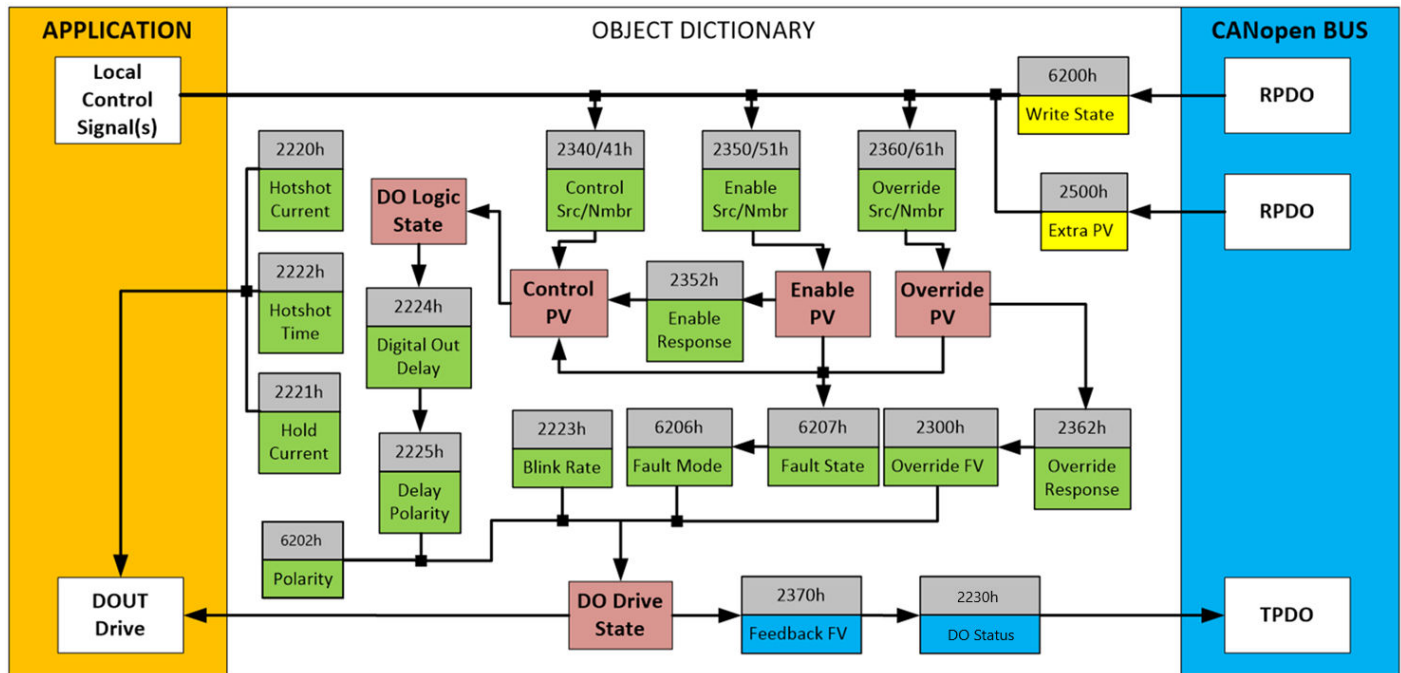 APPLICATION
OBJECT DICTIONARY
CANopen BUS
Local
Control
Signal(s)
6200h
Write State
RPDO
2220h
Hotshot
Current
DO Logic
State
2340/41h
Control
Src/Nmbr
2350/51h
Enable
Src/Nmbr
2360/61h
Override
Src/Nmbr
2500h
Extra PV
RPDO
2222h
Hotshot
Time
2224h
Digital Out
Delay
Control
PV
2352h
Enable
Response
Enable
PV
Override
PV
2221h
Hold
Current
2225h
Delay
Polarity
2223h
Blink Rate
6206h
Fault Mode
6207h
Fault State
2300h
Override FV
2362h
Override
Response
6202h
Polarity
DOUT
Drive
DO Drive
State
2370h
Feedback FV
2230h
DO Status
TPDO